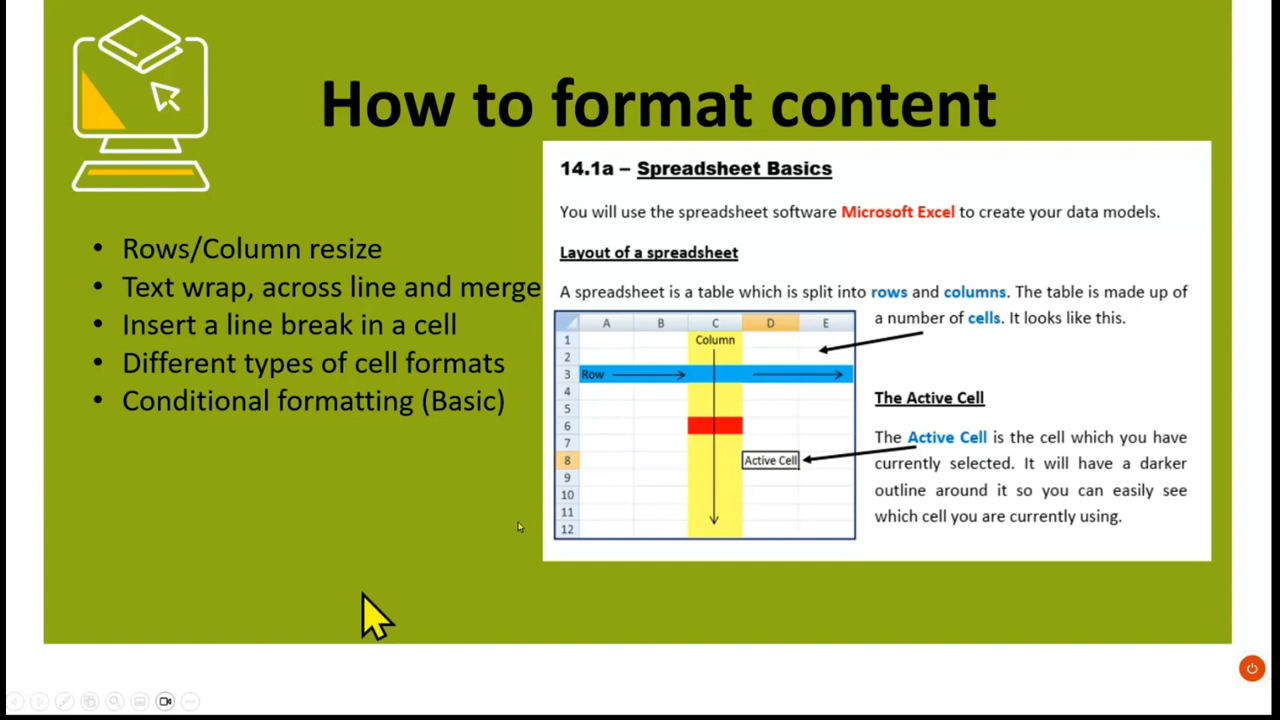 How to format content
• Rows/Column resize
• Text wrap, across line and merge
• Insert a line break in a cell
• Different types of cell formats
• Conditional formatting (Basic)
14.1a – Spreadsheet Basics
You will use the spreadsheet software Microsoft Excel to create your data models.
Layout of a spreadsheet
A spreadsheet is a table which is split into rows and columns. The table is made up of
a number of cells. It looks like this.
A B C D E
1 Column
2
3 Row
4
5
6
7
8 Active Cell
9
10
11
12
The Active Cell
The Active Cell is the cell which you have
currently selected. It will have a darker
outline around it so you can easily see
which cell you are currently using.